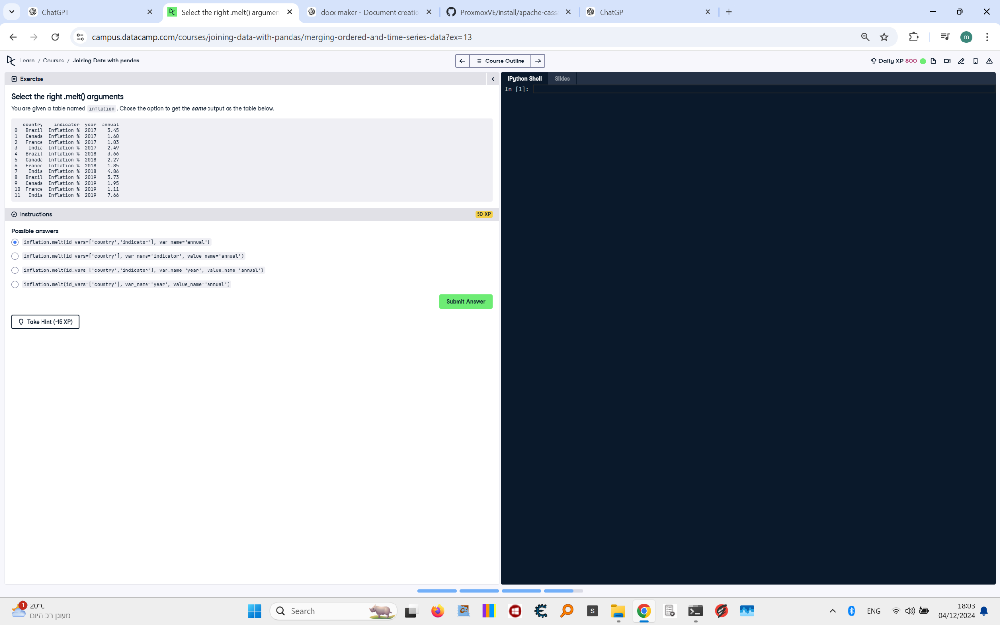 ChatGPT
Select the right .melt() argumen
docx maker - Document creatio
ProxmoxVE/install/apache-cass
ChatGPT
campus.datacamp.com/courses/joining-data-with-pandas/merging-ordered-and-time-series-data?ex=13
m
Learn / Courses / Joining Data with pandas
Course Outline
Daily XP 800
Exercise
Select the right .melt() arguments
You are given a table named inflation . Chose the option to get the same output as the table below.
country indicator year annual
0 Brazil Inflation % 2017 3.45
1 Canada Inflation % 2017 1.60
2 France Inflation % 2017 1.03
3 India Inflation % 2017 2.49
4 Brazil Inflation % 2018 3.66
5 Canada Inflation % 2018 2.27
6 France Inflation % 2018 1.85
7 India Inflation % 2018 4.86
8 Brazil Inflation % 2019 3.73
9 Canada Inflation % 2019 1.95
10 France Inflation % 2019 1.11
11 India Inflation % 2019 7.66
Instructions
50 XP
Possible answers
inflation.melt(id_vars=['country','indicator'], var_name='annual')
inflation.melt(id_vars=['country'], var_name='indicator', value_name='annual')
inflation.melt(id_vars=['country','indicator'], var_name='year', value_name='annual')
inflation.melt(id_vars=['country'], var_name='year', value_name='annual')
Submit Answer
Take Hint (-15 XP)
IPython Shell
Slides
In [1]:
1
20°C
מעונן רב היום
Search
S
ENG
18:03
04/12/2024